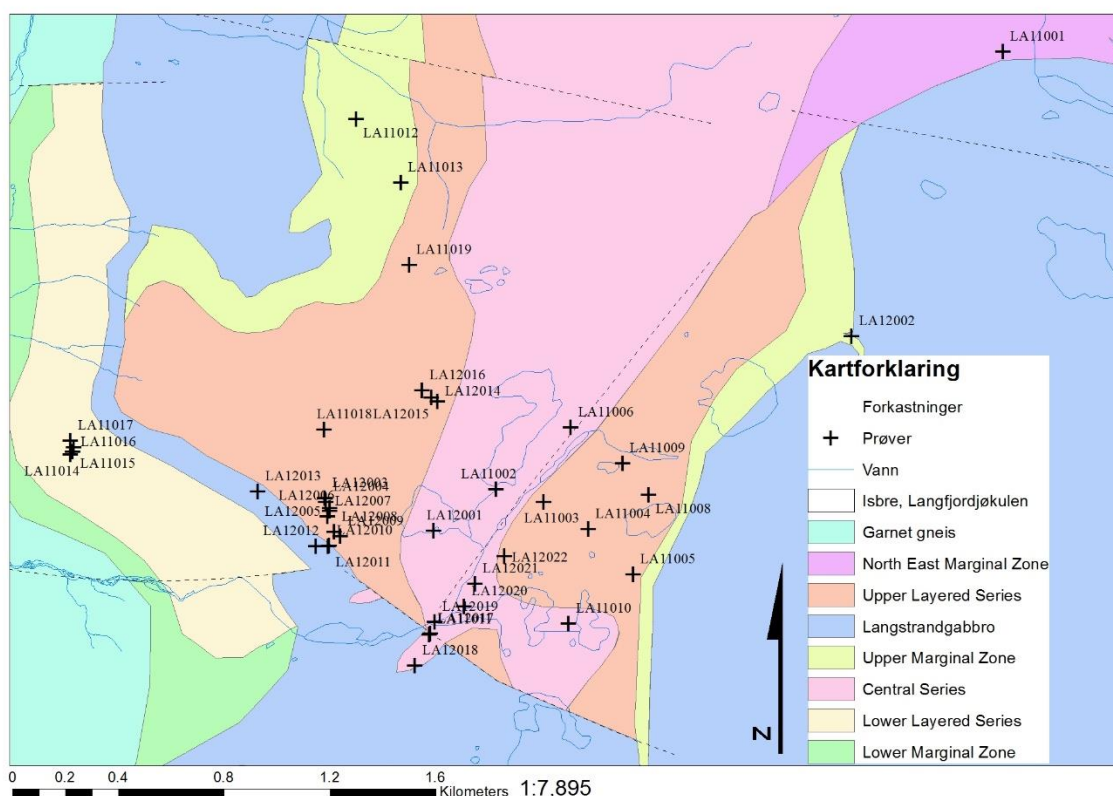 LA11001
LA11012
LA11013
LA11019
LA12002
LA12016
LA12014
LA11018LA12015
LA11006
LA11017
LA11016
LA11015
LA11014
LA11009
LA12013
LA12003
LA12004
LA12006
LA12007
LA12005
LA12008
LA12009
LA12012
LA12010
LA12011
LA11002
LA11008
LA11003
LA11004
LA12001
LA12022
LA12021
LA11005
LA12020
LA12019
LA11010
LA12018
Kartforklaring
Forkastninger
Prøver
Vann
Isbre, Langfjordjøkulen
Garnet gneis
North East Marginal Zone
Upper Layered Series
Langstrandgabbro
Upper Marginal Zone
Central Series
Lower Layered Series
Lower Marginal Zone
N
0 0.2 0.4 0.8 1.2 1.6
Kilometers 1:7,895